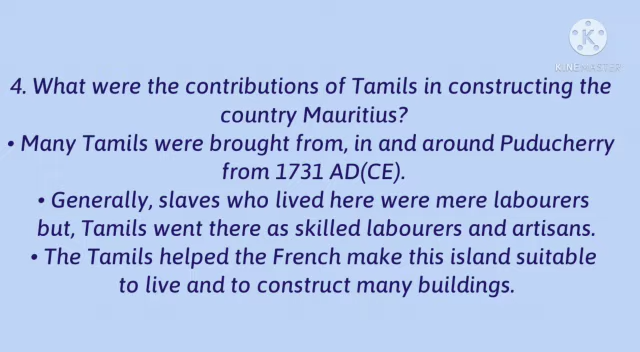 KINEMASTER
4. What were the contributions of Tamils in constructing the
country Mauritius?
• Many Tamils were brought from, in and around Puducherry
from 1731 AD(CE).
• Generally, slaves who lived here were mere labourers
but, Tamils went there as skilled labourers and artisans.
• The Tamils helped the French make this island suitable
to live and to construct many buildings.